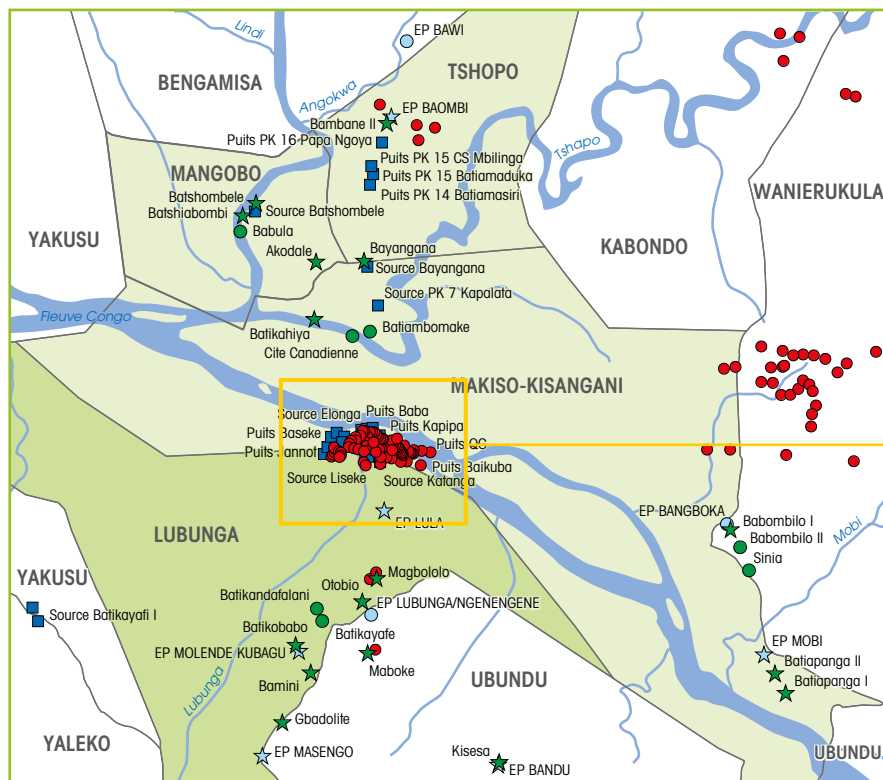 EP BAWI
Lindi
BENGAMISA
TSHOPO
Angokwa
EP BAOMBI
Bambane II
Puits PK 16 Papa Ngoya
Tshapo
Puits PK 15 CS Mbilinga
MANGOBO
Puits PK 15 Batiamaduka
WANIERUKULA
Puits PK 14 Batiamasiri
Batshombele
Batshiabombi
Source Batshombele
YAKUSU
Babula
KABONDO
Akodale
Bayangana
Source Bayangana
Source PK 7 Kapalata
Fleuve Congo
Batikahiya
Batiambomake
Cite Canadienne
MAKISO-KISANGANI
Source Elonga
Puits Baba
Puits Kapipa
Puits Baseke
Puits Jannot
Puits QG
Puits Baikuba
Source Liseke
Source Katanga
EP LULA
EP BANGBOKA
Babombilo I
Babombilo II
Mobi
LUBUNGA
Sinia
YAKUSU
Magbololo
Otobio
Batikandafalani
Source Batikayafi I
EP LUBUNGA/NGENENGENE
Batikobabo
Batikayafe
EP MOLENDE KUBAGU
Maboke
EP MOBI
Batiapanga II
Bamini
UBUNDU
Batiapanga I
Lubunga
Gbadolite
YALEKO
EP MASENGO
Kisesa
EP BANDU
UBUNDU